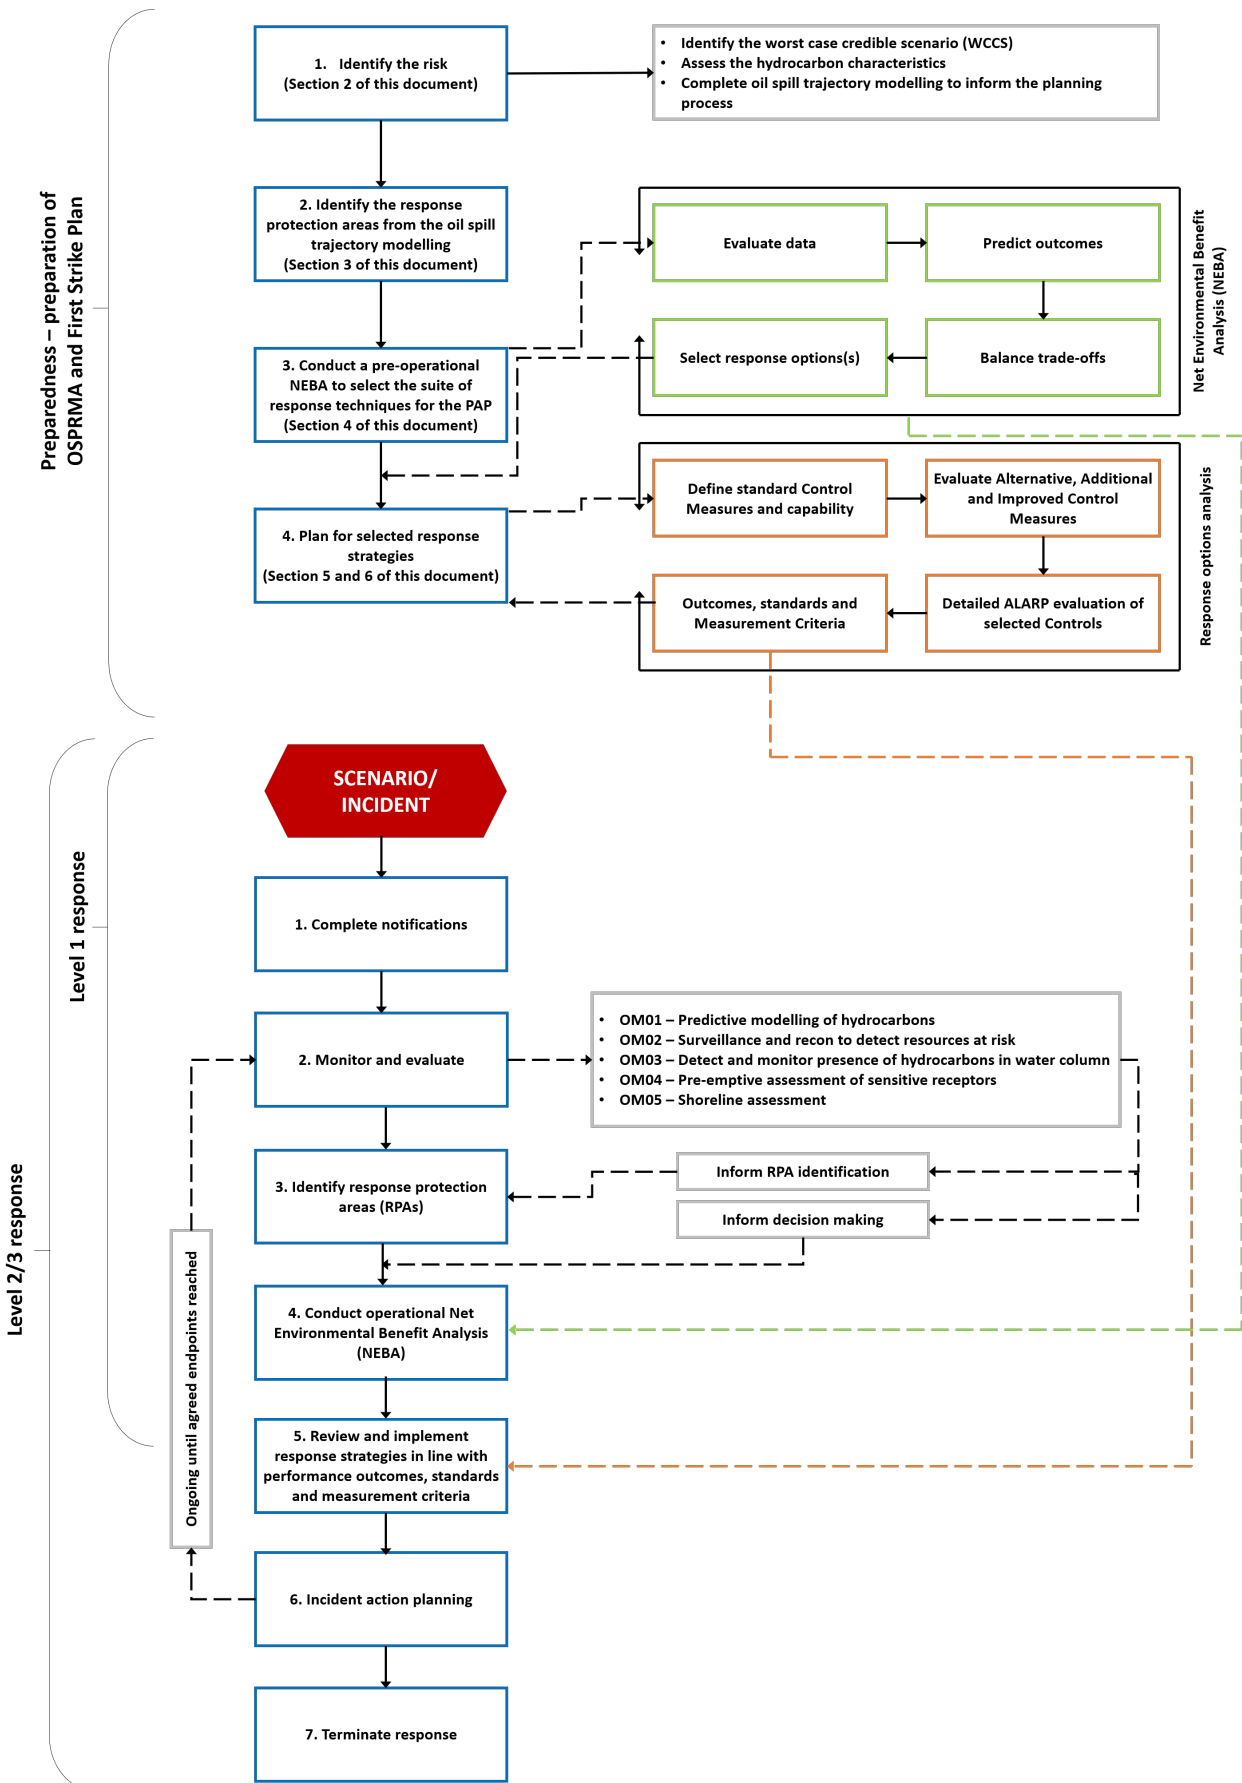 Preparedness – preparation of
OSPRMA and First Strike Plan
1. Identify the risk
(Section 2 of this document)
• Identify the worst case credible scenario (WCCS)
• Assess the hydrocarbon characteristics
• Complete oil spill trajectory modelling to inform the planning
process
2. Identify the response
protection areas from the oil spill
trajectory modelling
(Section 3 of this document)
Evaluate data
Predict outcomes
Select response options(s)
Balance trade-offs
Net Environmental Benefit
Analysis (NEBA)
3. Conduct a pre-operational
NEBA to select the suite of
response techniques for the PAP
(Section 4 of this document)
4. Plan for selected response
strategies
(Section 5 and 6 of this document)
Define standard Control
Measures and capability
Evaluate Alternative, Additional
and Improved Control
Measures
Outcomes, standards and
Measurement Criteria
Detailed ALARP evaluation of
selected Controls
Response options analysis
SCENARIO/
INCIDENT
Level 1 response
Level 2/3 response
1. Complete notifications
2. Monitor and evaluate
• OM01 – Predictive modelling of hydrocarbons
• OM02 – Surveillance and recon to detect resources at risk
• OM03 – Detect and monitor presence of hydrocarbons in water column
• OM04 – Pre-emptive assessment of sensitive receptors
• OM05 – Shoreline assessment
3. Identify response protection
areas (RPAs)
Inform RPA identification
Inform decision making
Ongoing until agreed endpoints reached
4. Conduct operational Net
Environmental Benefit Analysis
(NEBA)
5. Review and implement
response strategies in line with
performance outcomes, standards
and measurement criteria
6. Incident action planning
7. Terminate response